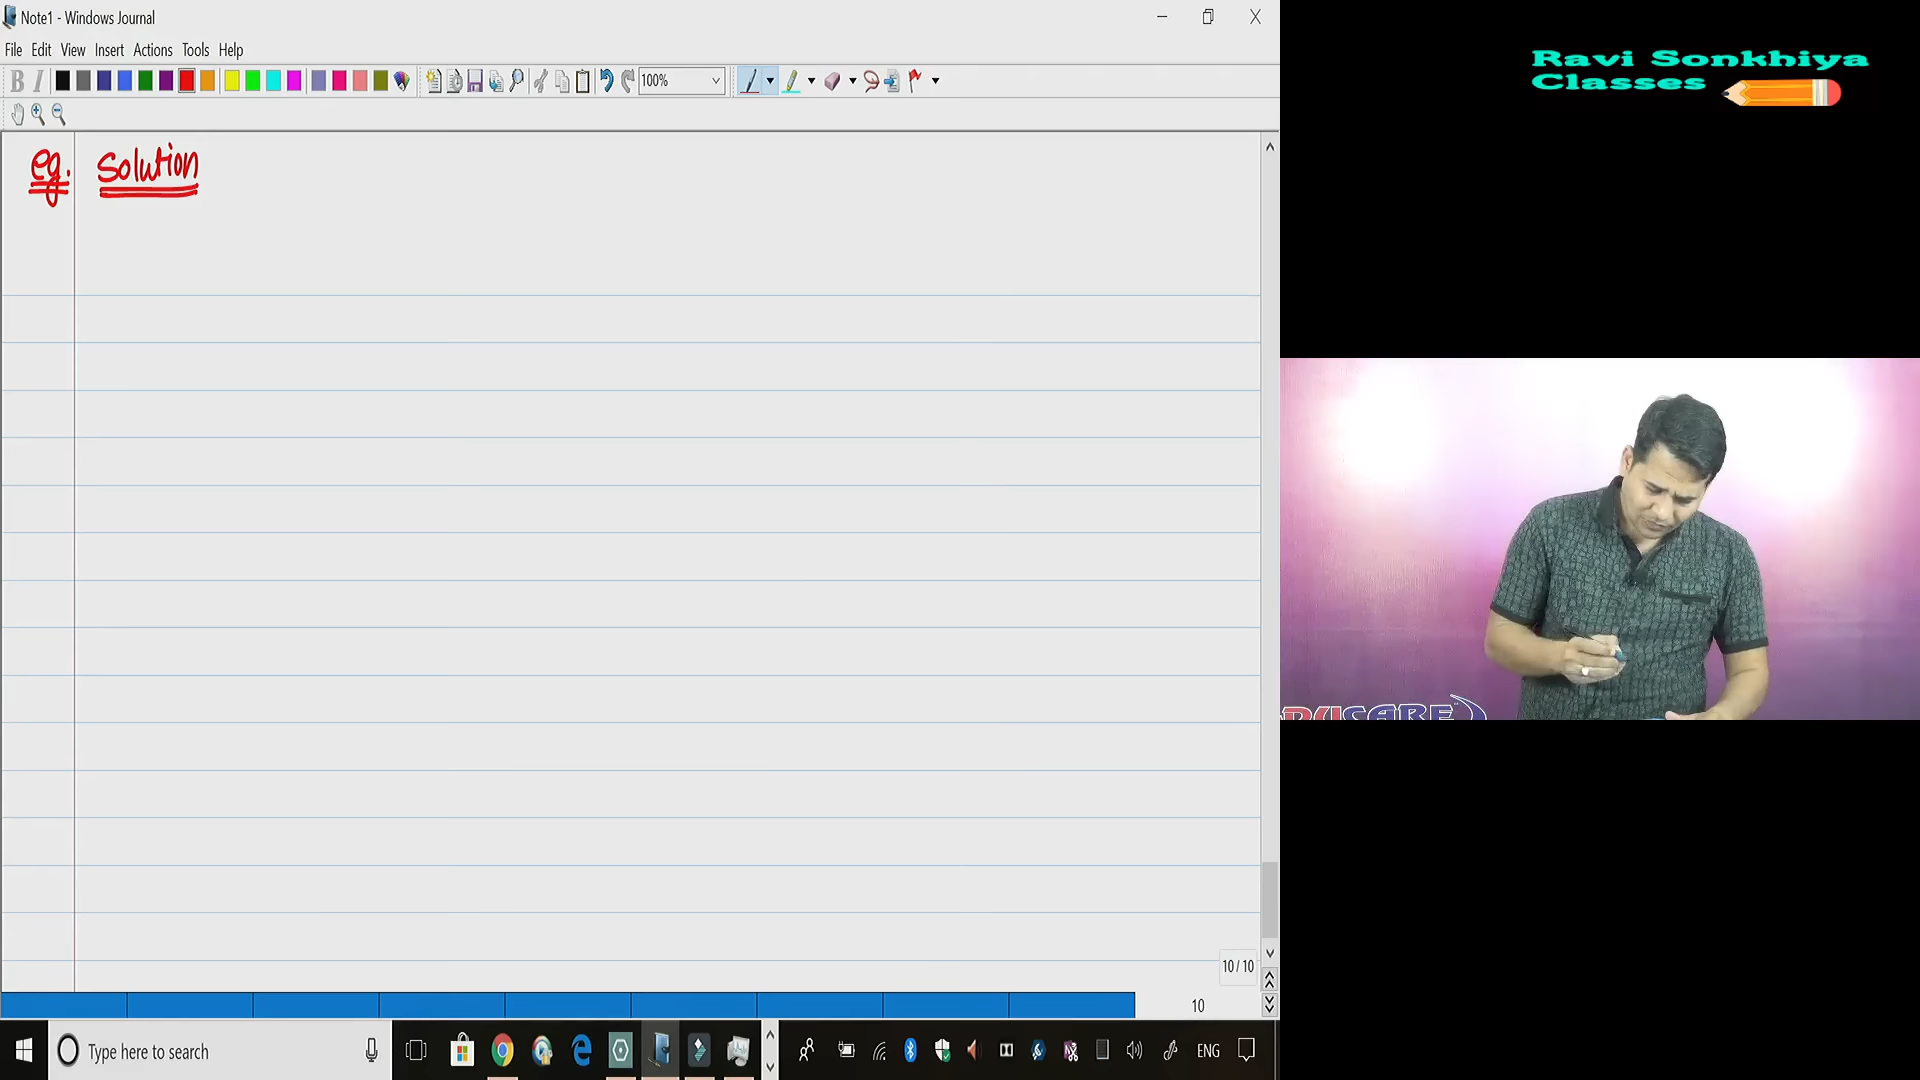 Note1 - Windows Journal
File Edit View Insert Actions Tools Help
B I 100%
eg. Solution
10 / 10
10
Type here to search
ENG
Ravi Sonkhiya
Classes